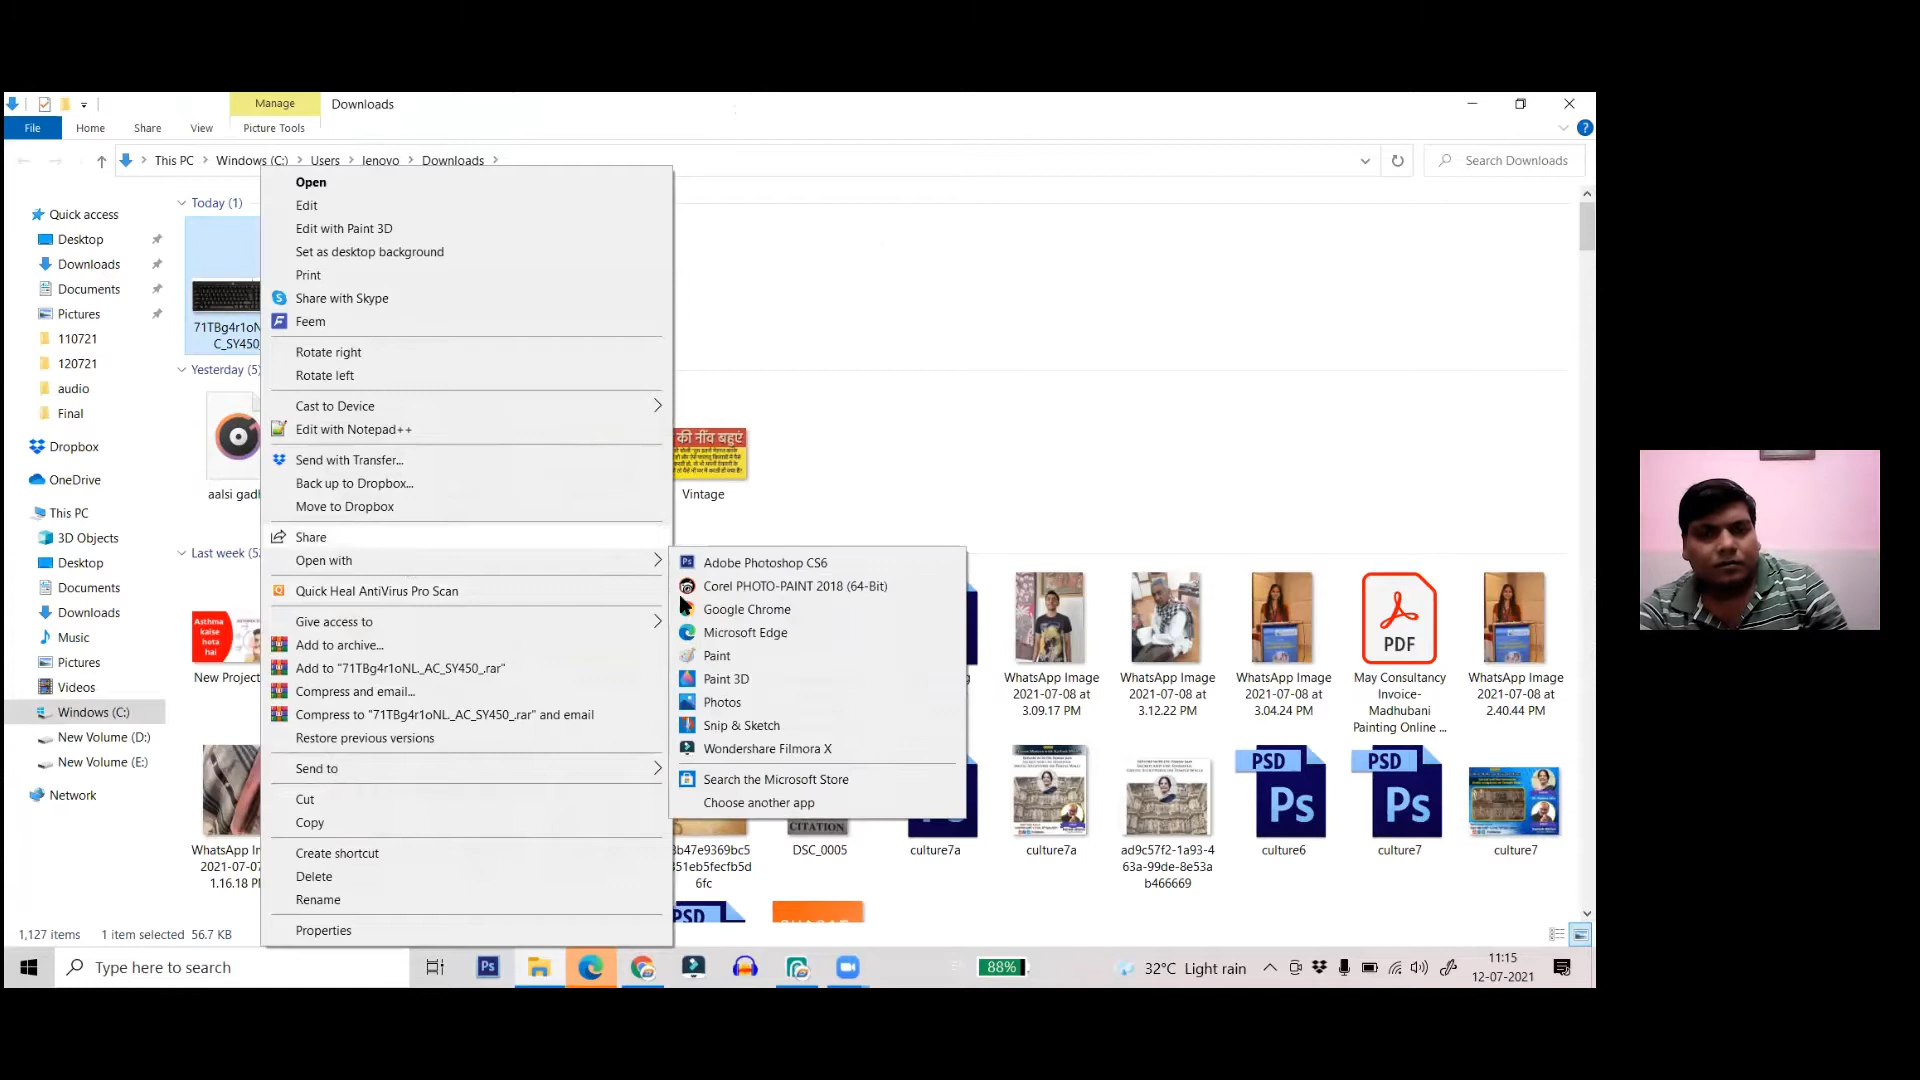 Manage
Downloads
File
Home
Share
View
Picture Tools
This PC
Windows (C:)
Users
lenovo
Downloads
Search Downloads
Quick access
Desktop
Downloads
Documents
Pictures
110721
120721
audio
Final
Dropbox
OneDrive
This PC
3D Objects
Desktop
Documents
Downloads
Music
Pictures
Videos
Windows (C:)
New Volume (D:)
New Volume (E:)
Network
Today (1)
71TBg4r1oN
C_SY450
Yesterday (5)
aalsi gad
Last week (5
Asthma
kaise
hota
hai
New Project
WhatsApp
2021-07-0
1.16.18
Open
Edit
Edit with Paint 3D
Set as desktop background
Print
Share with Skype
Feem
Rotate right
Rotate left
Cast to Device
Edit with Notepad++
Send with Transfer...
Back up to Dropbox...
Move to Dropbox
Share
Open with
Quick Heal AntiVirus Pro Scan
Give access to
Add to archive...
Add to "71TBg4r1oNL_AC_SY450_.rar"
Compress and email...
Compress to "71TBg4r1oNL_AC_SY450_.rar" and email
Restore previous versions
Send to
Cut
Copy
Create shortcut
Delete
Rename
Properties
Adobe Photoshop CS6
Corel PHOTO-PAINT 2018 (64-Bit)
Google Chrome
Microsoft Edge
Paint
Paint 3D
Photos
Snip & Sketch
Wondershare Filmora X
Search the Microsoft Store
Choose another app
की नींव बहुएं
Vintage
WhatsApp Image
2021-07-08 at
3.09.17 PM
WhatsApp Image
2021-07-08 at
3.12.22 PM
WhatsApp Image
2021-07-08 at
3.04.24 PM
PDF
May Consultancy
Invoice-
Madhubani
Painting Online ...
WhatsApp Image
2021-07-08 at
2.40.44 PM
b47e9369bc5
351eb5fecfb5d
6fc
CITATION
DSC_0005
culture7a
culture7a
ad9c57f2-1a93-4
63a-99de-8e53a
b466669
PSD
Ps
culture6
PSD
Ps
culture7
culture7
PSD
1,127 items
1 item selected 56.7 KB
Type here to search
Ps
88%
32°C Light rain
11:15
12-07-2021